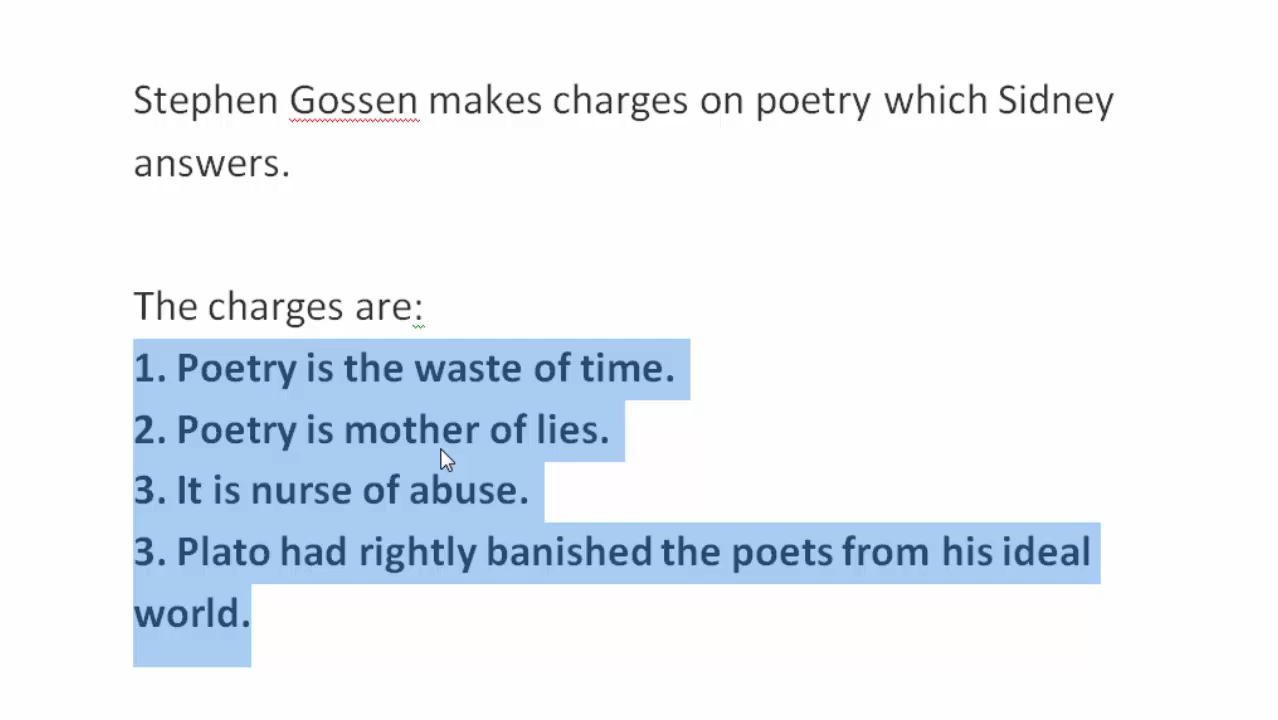 Stephen Gossen makes charges on poetry which Sidney
answers.
The charges are:
1. Poetry is the waste of time.
2. Poetry is mother of lies.
3. It is nurse of abuse.
3. Plato had rightly banished the poets from his ideal
world.